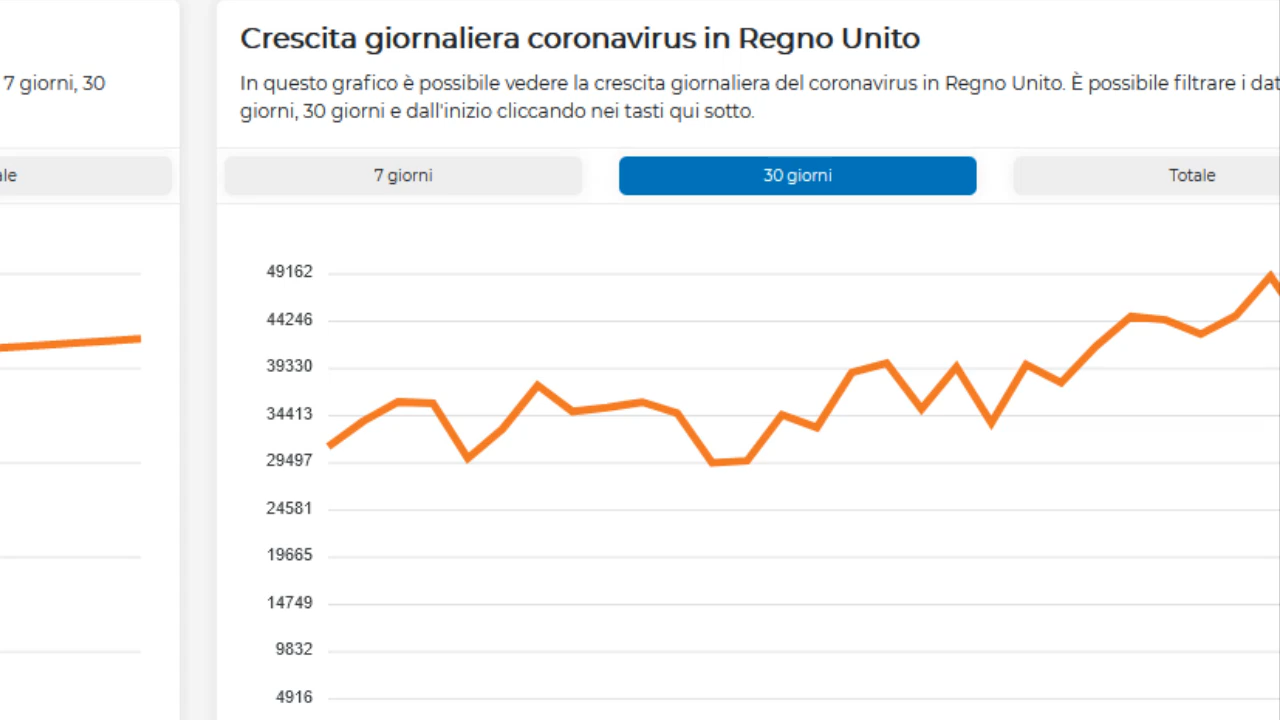 7 giorni, 30
ale
Crescita giornaliera coronavirus in Regno Unito
In questo grafico è possibile vedere la crescita giornaliera del coronavirus in Regno Unito. È possibile filtrare i dat
giorni, 30 giorni e dall'inizio cliccando nei tasti qui sotto.
7 giorni
30 giorni
Totale
49162
44246
39330
34413
29497
24581
19665
14749
9832
4916